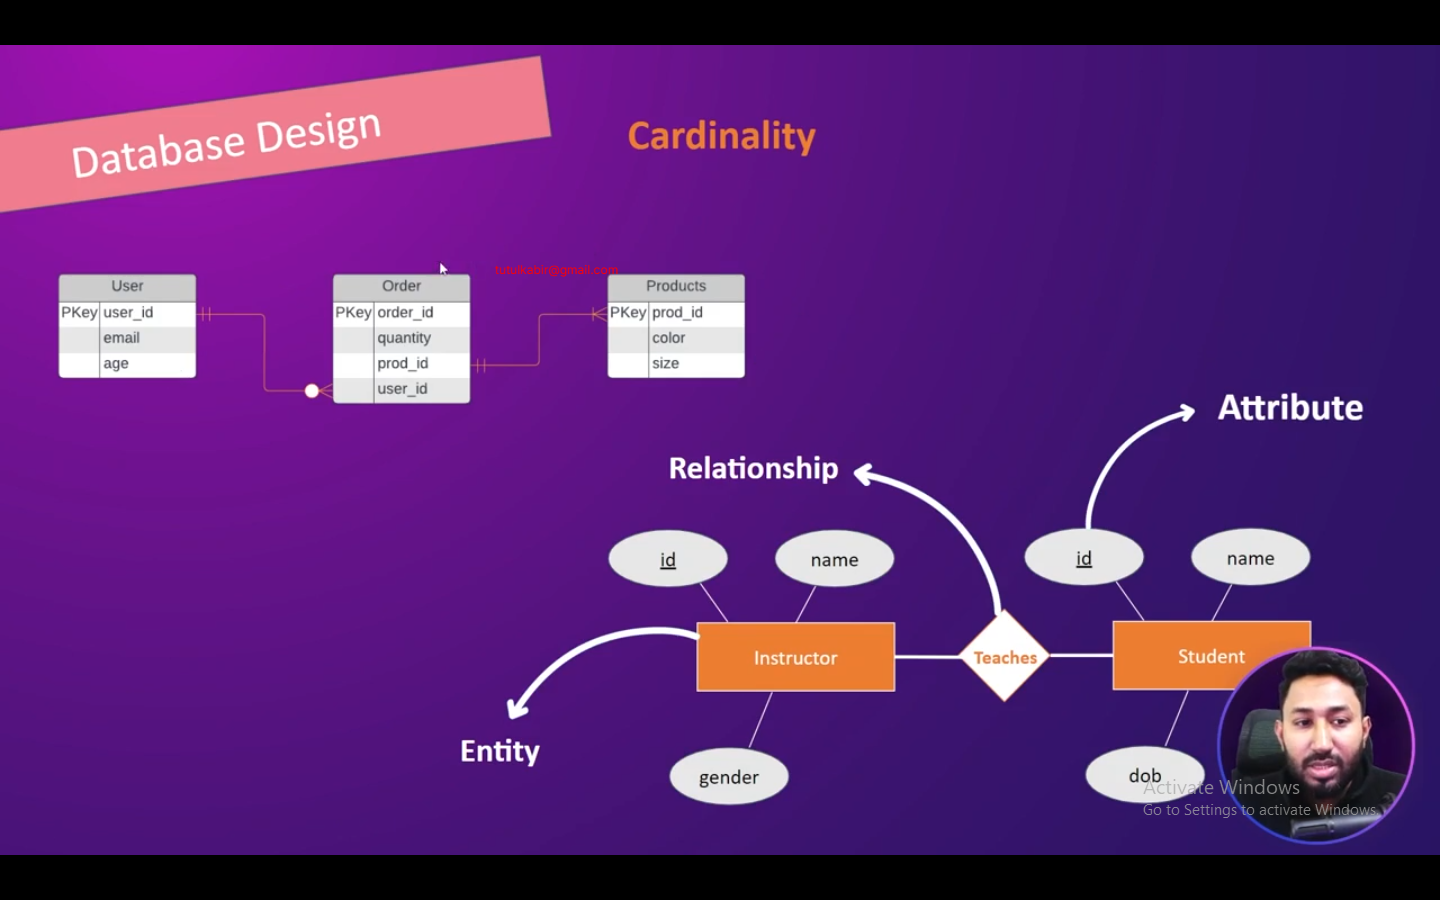 Database Design
Cardinality
tutulkabir@gmail.com
User
PKey user_id
email
age
Order
PKey order_id
quantity
prod_id
user_id
Products
PKey prod_id
color
size
Attribute
Relationship
id
name
id
name
Instructor
Teaches
Student
Entity
gender
dob
Activate Windows
Go to Settings to activate Windows.